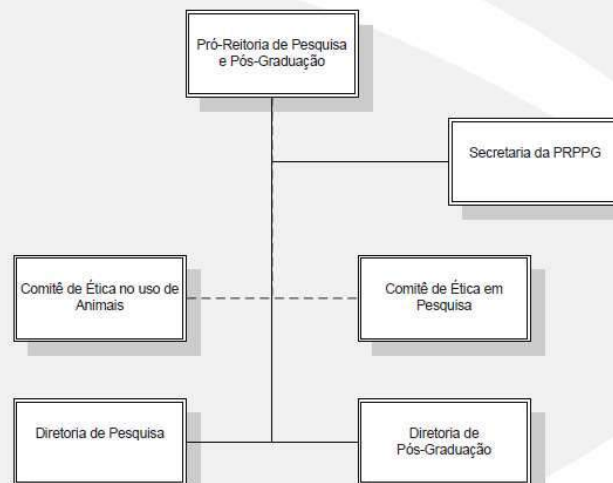 Pró-Reitoria de Pesquisa
e Pós-Graduação
Secretaria da PRPPG
Comitê de Ética no uso de
Animais
Comitê de Ética em
Pesquisa
Diretoria de Pesquisa
Diretoria de
Pós-Graduação